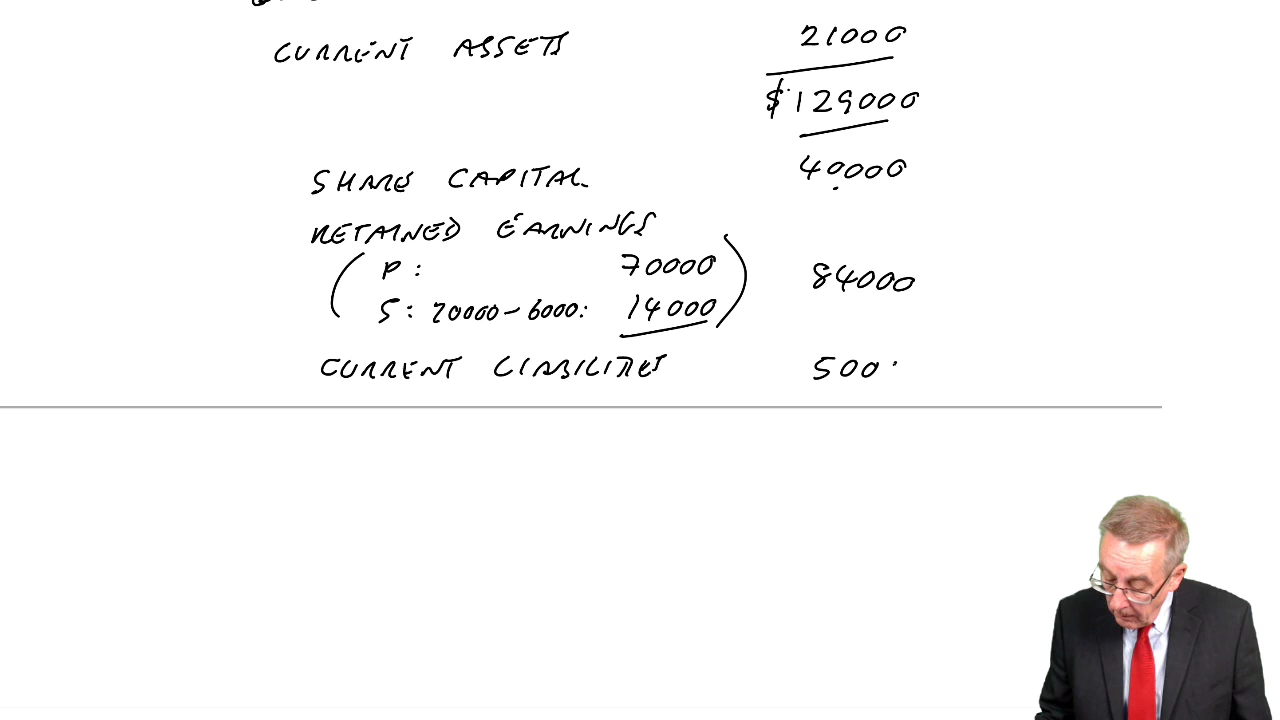 CURRENT ASSETS 21000
$129000
SHARE CAPITAL 40000
RETAINED EARNINGS
( P: 70000 ) 84000
S: 20000 - 6000: 14000
CURRENT LIABILITIES 500